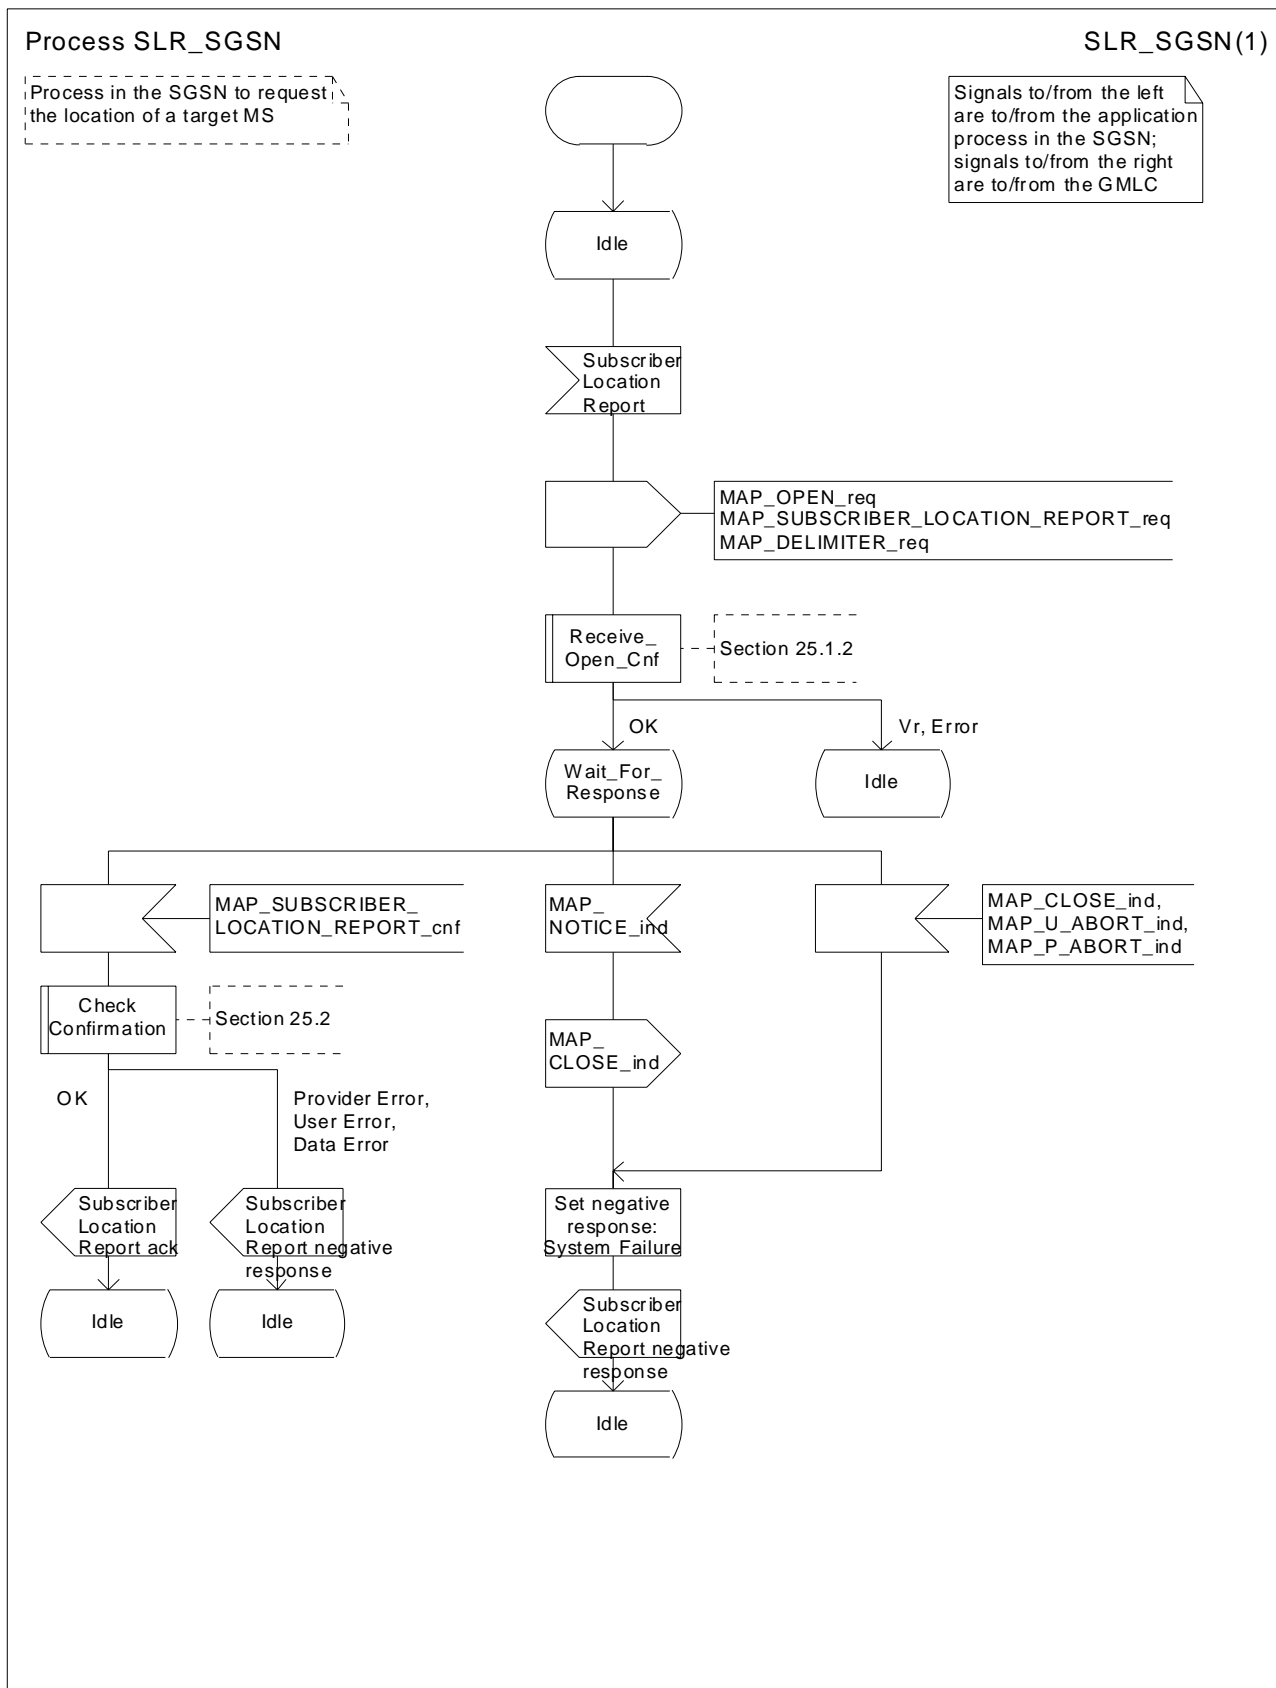 Process SLR_SGSN
SLR_SGSN(1)
Process in the SGSN to request
the location of a target MS
Signals to/from the left
are to/from the application
process in the SGSN;
signals to/from the right
are to/from the GMLC
Idle
Subscriber
Location
Report
MAP_OPEN_req
MAP_SUBSCRIBER_LOCATION_REPORT_req
MAP_DELIMITER_req
Receive_
Open_Cnf
Section 25.1.2
OK
Vr, Error
Wait_For_
Response
Idle
MAP_SUBSCRIBER_
LOCATION_REPORT_cnf
MAP_
NOTICE_ind
MAP_CLOSE_ind,
MAP_U_ABORT_ind,
MAP_P_ABORT_ind
Check
Confirmation
Section 25.2
MAP_
CLOSE_ind
OK
Provider Error,
User Error,
Data Error
Subscriber
Location
Report ack
Subscriber
Location
Report negative
response
Set negative
response:
System Failure
Idle
Idle
Subscriber
Location
Report negative
response
Idle